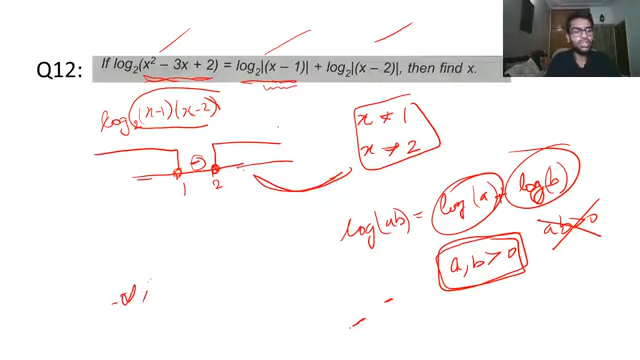 Q12:
If log₂(x² − 3x + 2) = log₂|(x − 1)| + log₂|(x − 2)|, then find x.
log₂(x-1)(x-2)
x ≠ 1
x ≠ 2
1 2
log(ab) = log(a) + log(b)
ab>0
a, b > 0
-∞,